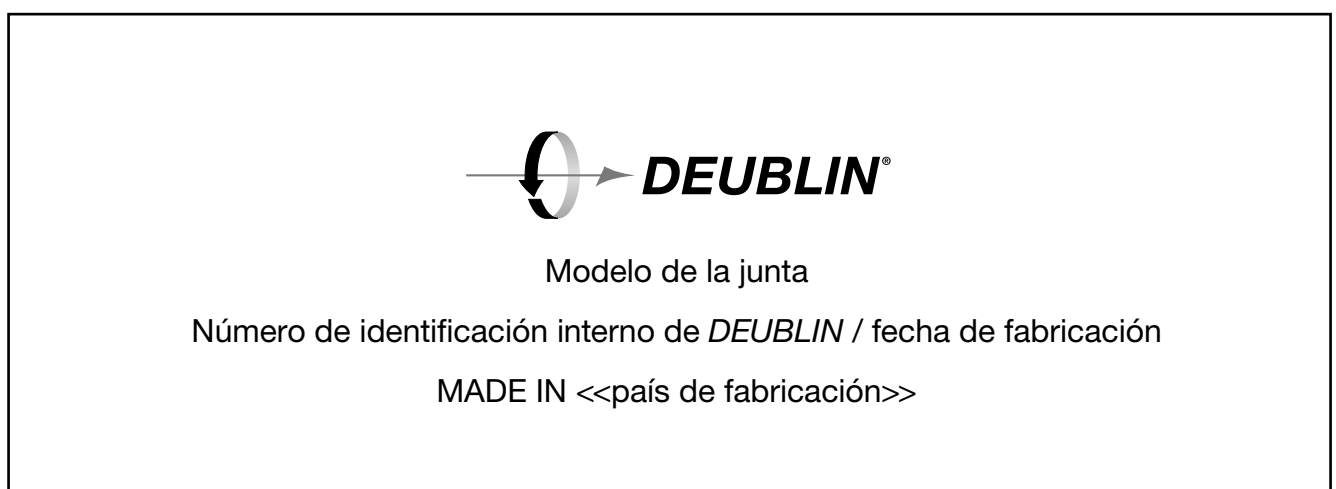 DEUBLIN®
Modelo de la junta
Número de identificación interno de DEUBLIN / fecha de fabricación
MADE IN <<país de fabricación>>